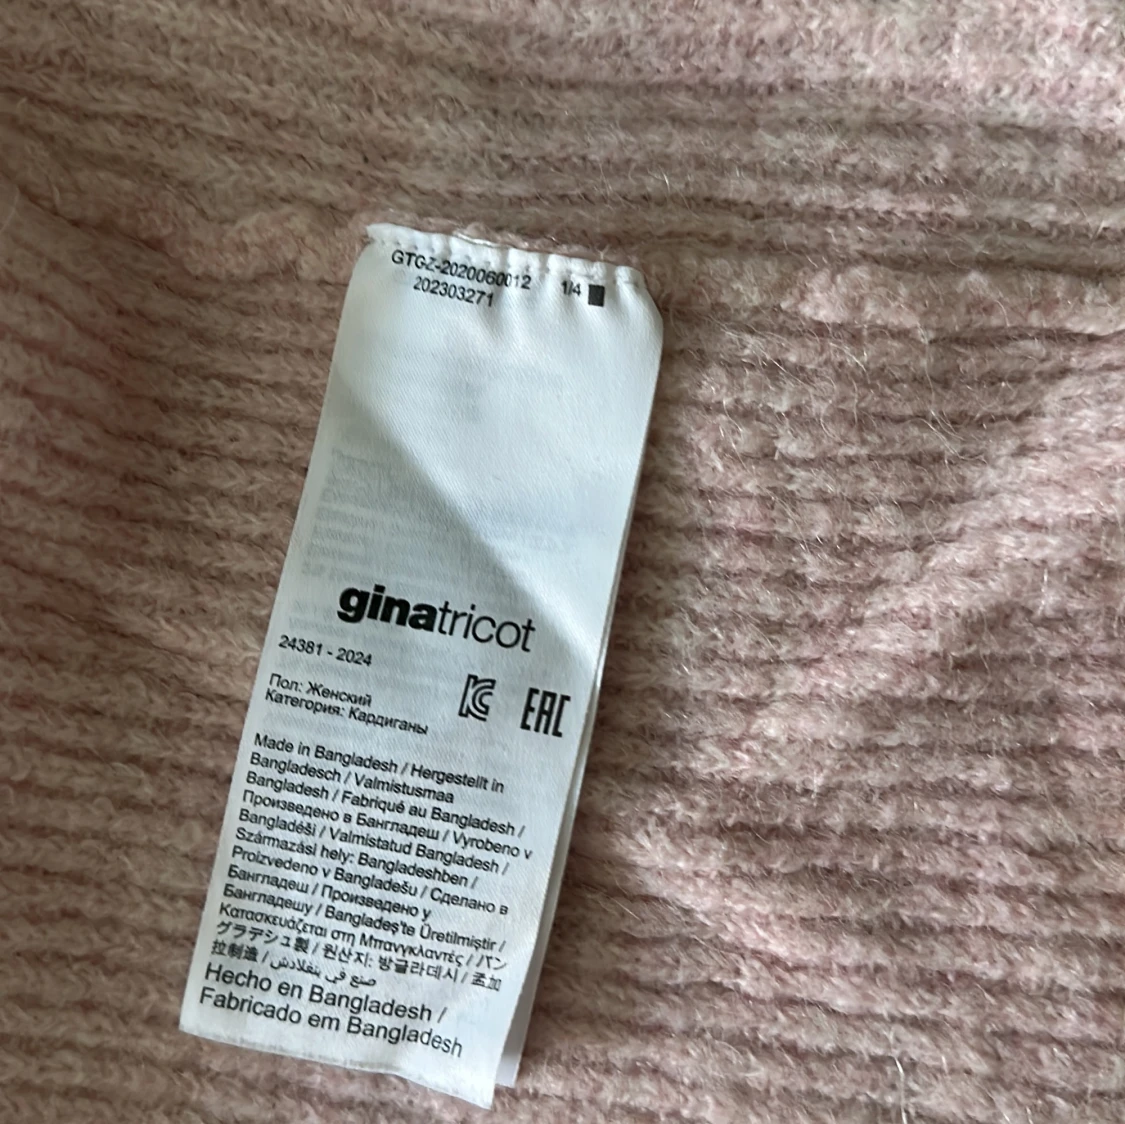 GTGZ-2020060012 1/4
202303271
ginatricot
24381 - 2024
Пол: Женский
Категория: Кардиганы
EAC
Made in Bangladesh / Hergestellt in
Bangladesch / Valmistusmaa
Bangladesh / Fabriqué au Bangladesh /
Произведено в Бангладеш / Vyrobeno v
Bangladéši / Valmistatud Bangladesh /
Származási hely: Bangladeshben /
Proizvedeno v Bangladešu / Сделано в
Бангладеш / Произведено у
Бангладешу / Bangladeş'te Üretilmiştir /
Κατασκευάζεται στη Μπανγκλαντές / バン
グラデシュ製 / 원산지: 방글라데시 / 孟加
拉制造 / صنع في بنغلادش
Hecho en Bangladesh /
Fabricado em Bangladesh